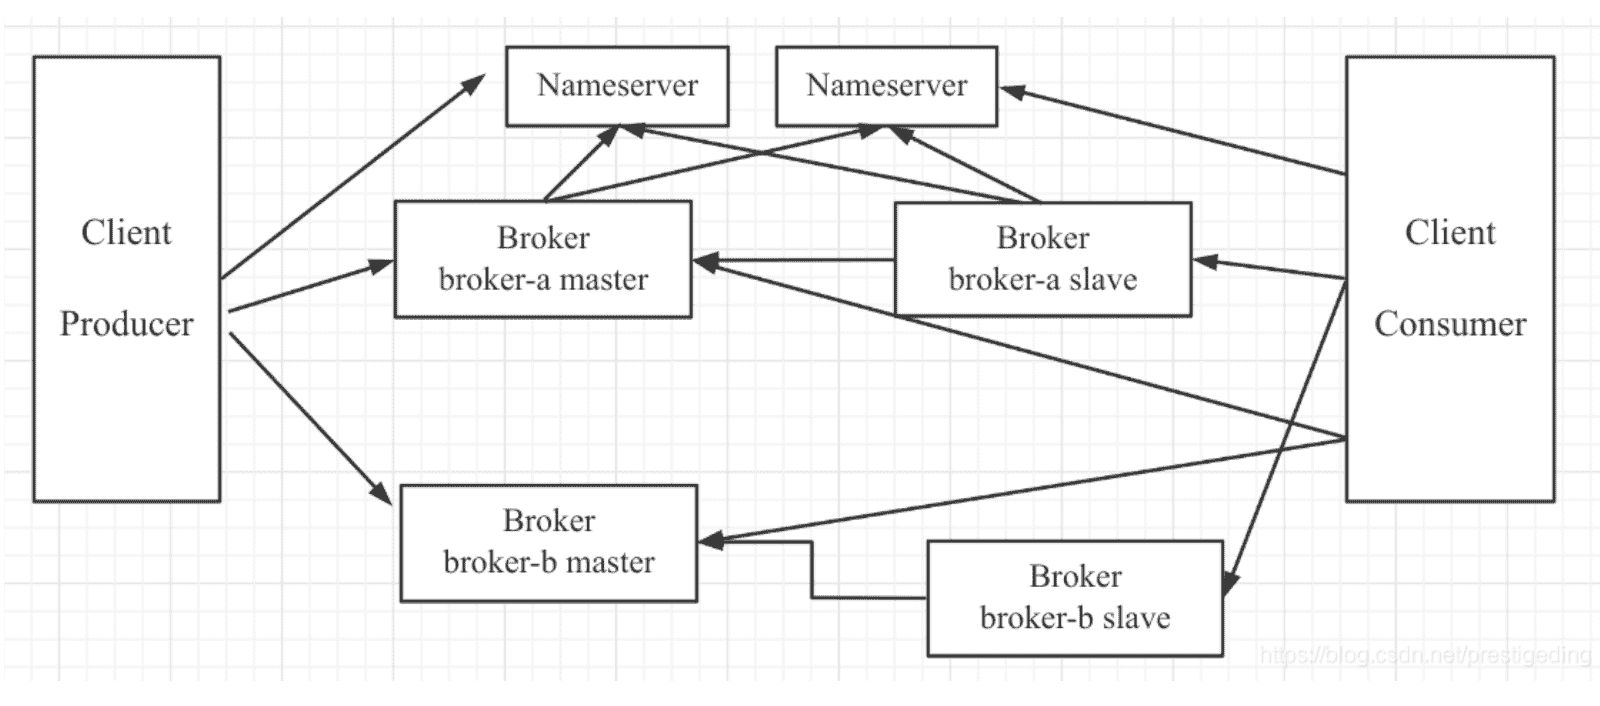 Nameserver
Nameserver
Client
Producer
Broker
broker-a master
Broker
broker-a slave
Client
Consumer
Broker
broker-b master
Broker
broker-b slave
https://blog.csdn.net/prestigeding